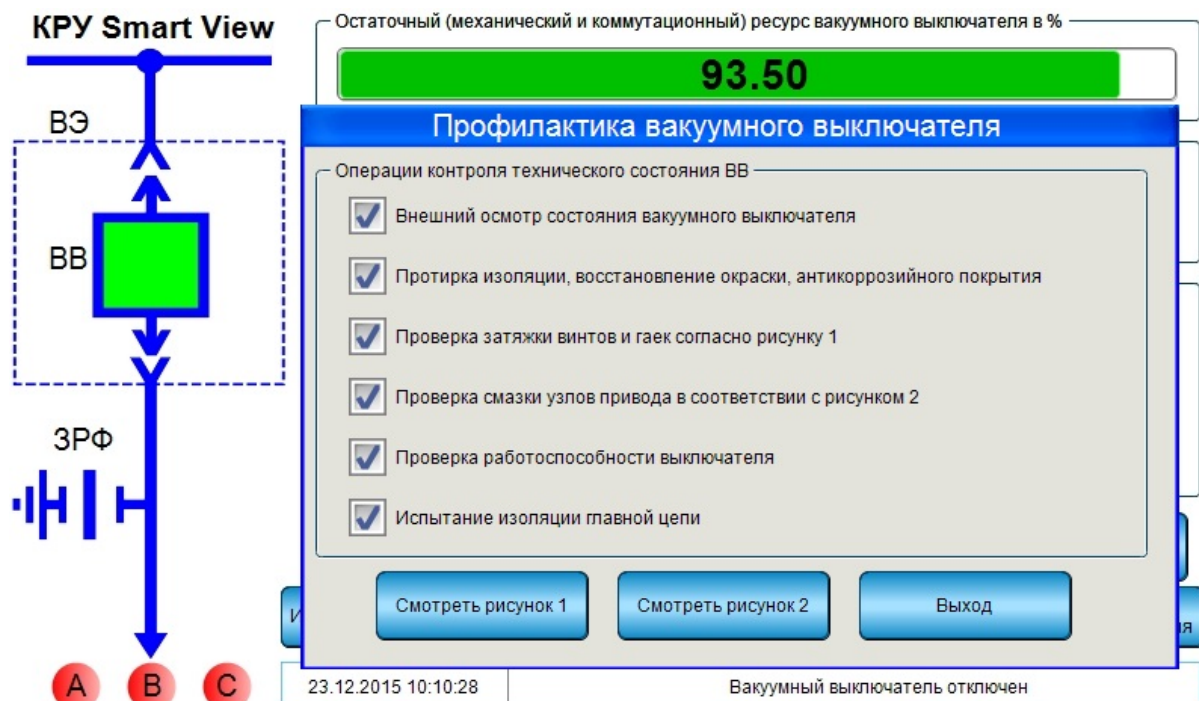 КРУ Smart View
Остаточный (механический и коммутационный) ресурс вакуумного выключателя в %
93.50
ВЭ
ВВ
ЗРФ
Профилактика вакуумного выключателя
Операции контроля технического состояния ВВ
Внешний осмотр состояния вакуумного выключателя
Протирка изоляции, восстановление окраски, антикоррозийного покрытия
Проверка затяжки винтов и гаек согласно рисунку 1
Проверка смазки узлов привода в соответствии с рисунком 2
Проверка работоспособности выключателя
Испытание изоляции главной цепи
Смотреть рисунок 1
Смотреть рисунок 2
Выход
A B C
23.12.2015 10:10:28
Вакуумный выключатель отключен